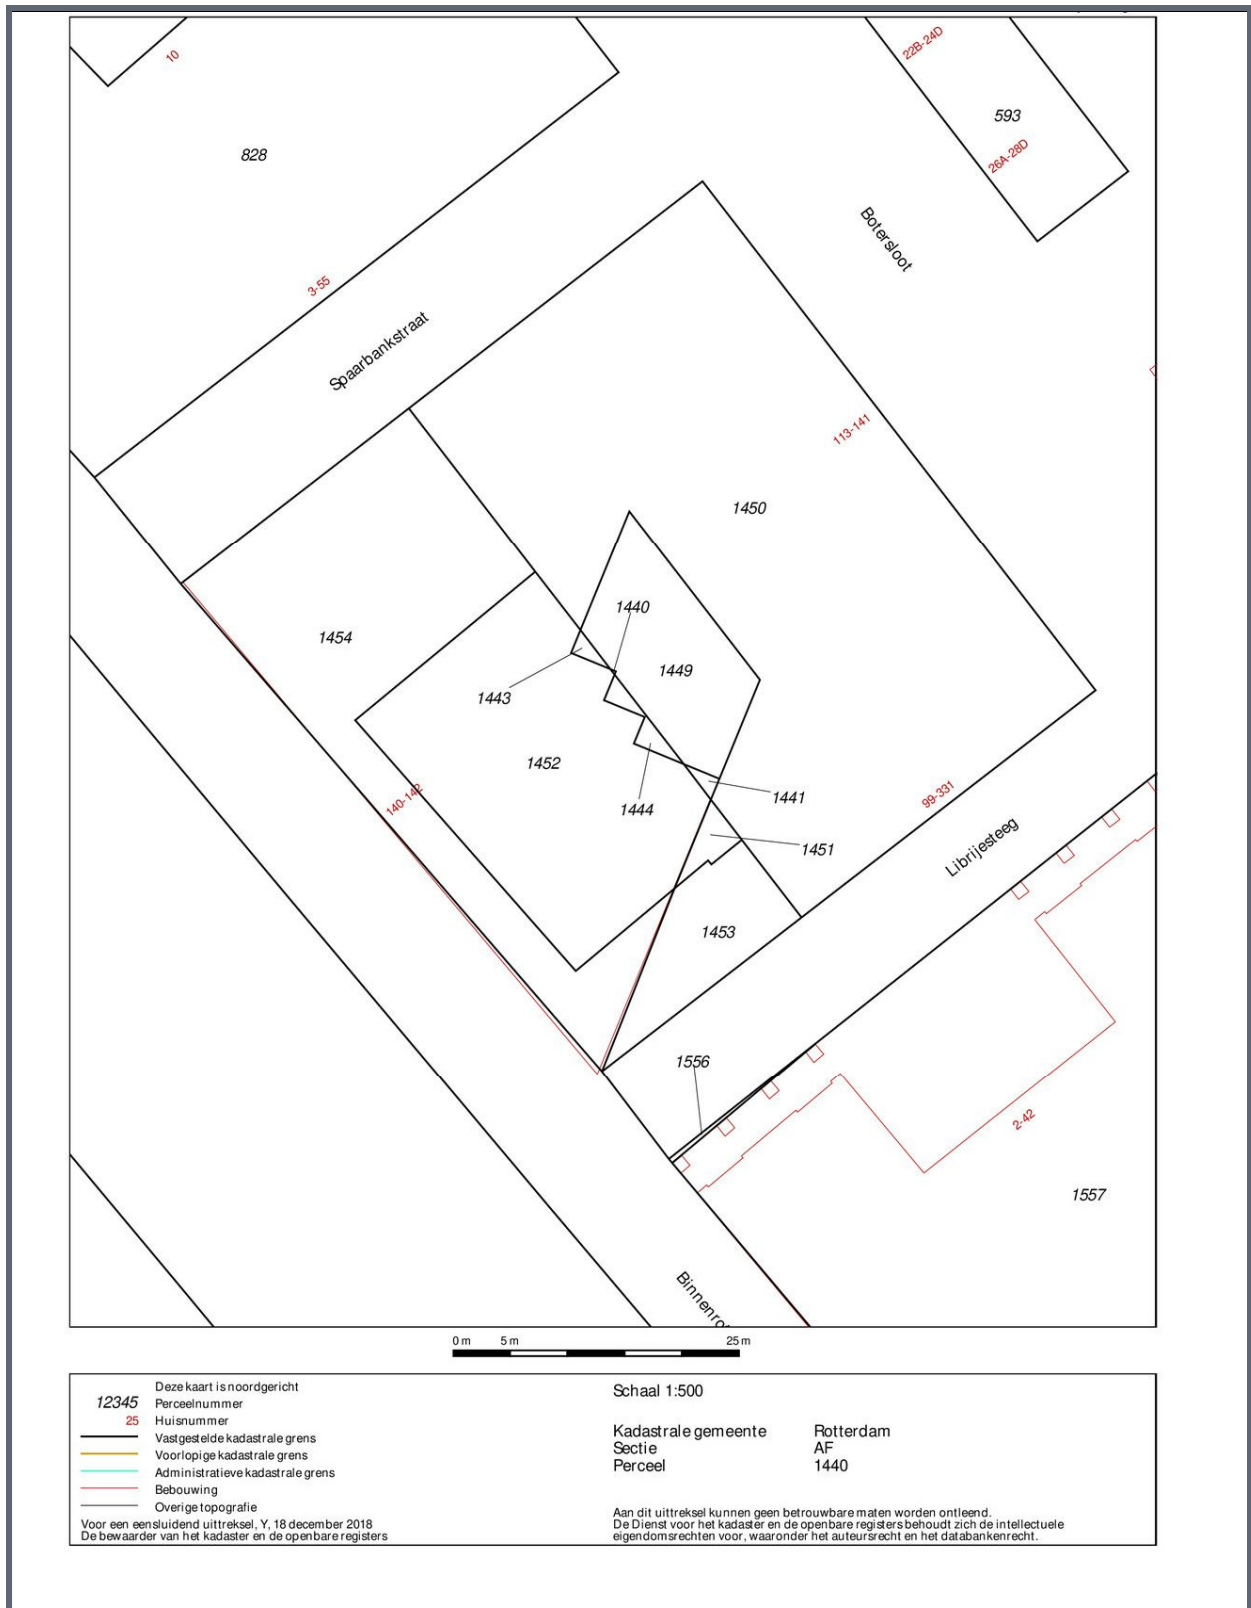 10
22B-24D
593
828
26A-28D
Botersloot
3-55
Spaarbankstraat
113-141
1450
1440
1454
1449
1443
1452
140-142
1444
1441
99-331
1451
Librijesteeg
1453
1556
2-42
1557
Binnenro
0 m 5 m 25 m
Deze kaart is noordgericht
12345 Perceelnummer
25 Huisnummer
Vastgestelde kadastrale grens
Voorlopige kadastrale grens
Administratieve kadastrale grens
Bebouwing
Overige topografie
Voor een eensluidend uittreksel, Y, 18 december 2018
De bewaarder van het kadaster en de openbare registers
Schaal 1:500
Kadastrale gemeente Rotterdam
Sectie AF
Perceel 1440
Aan dit uittreksel kunnen geen betrouwbare maten worden ontleend.
De Dienst voor het kadaster en de openbare registers behoudt zich de intellectuele
eigendomsrechten voor, waaronder het auteursrecht en het databankenrecht.